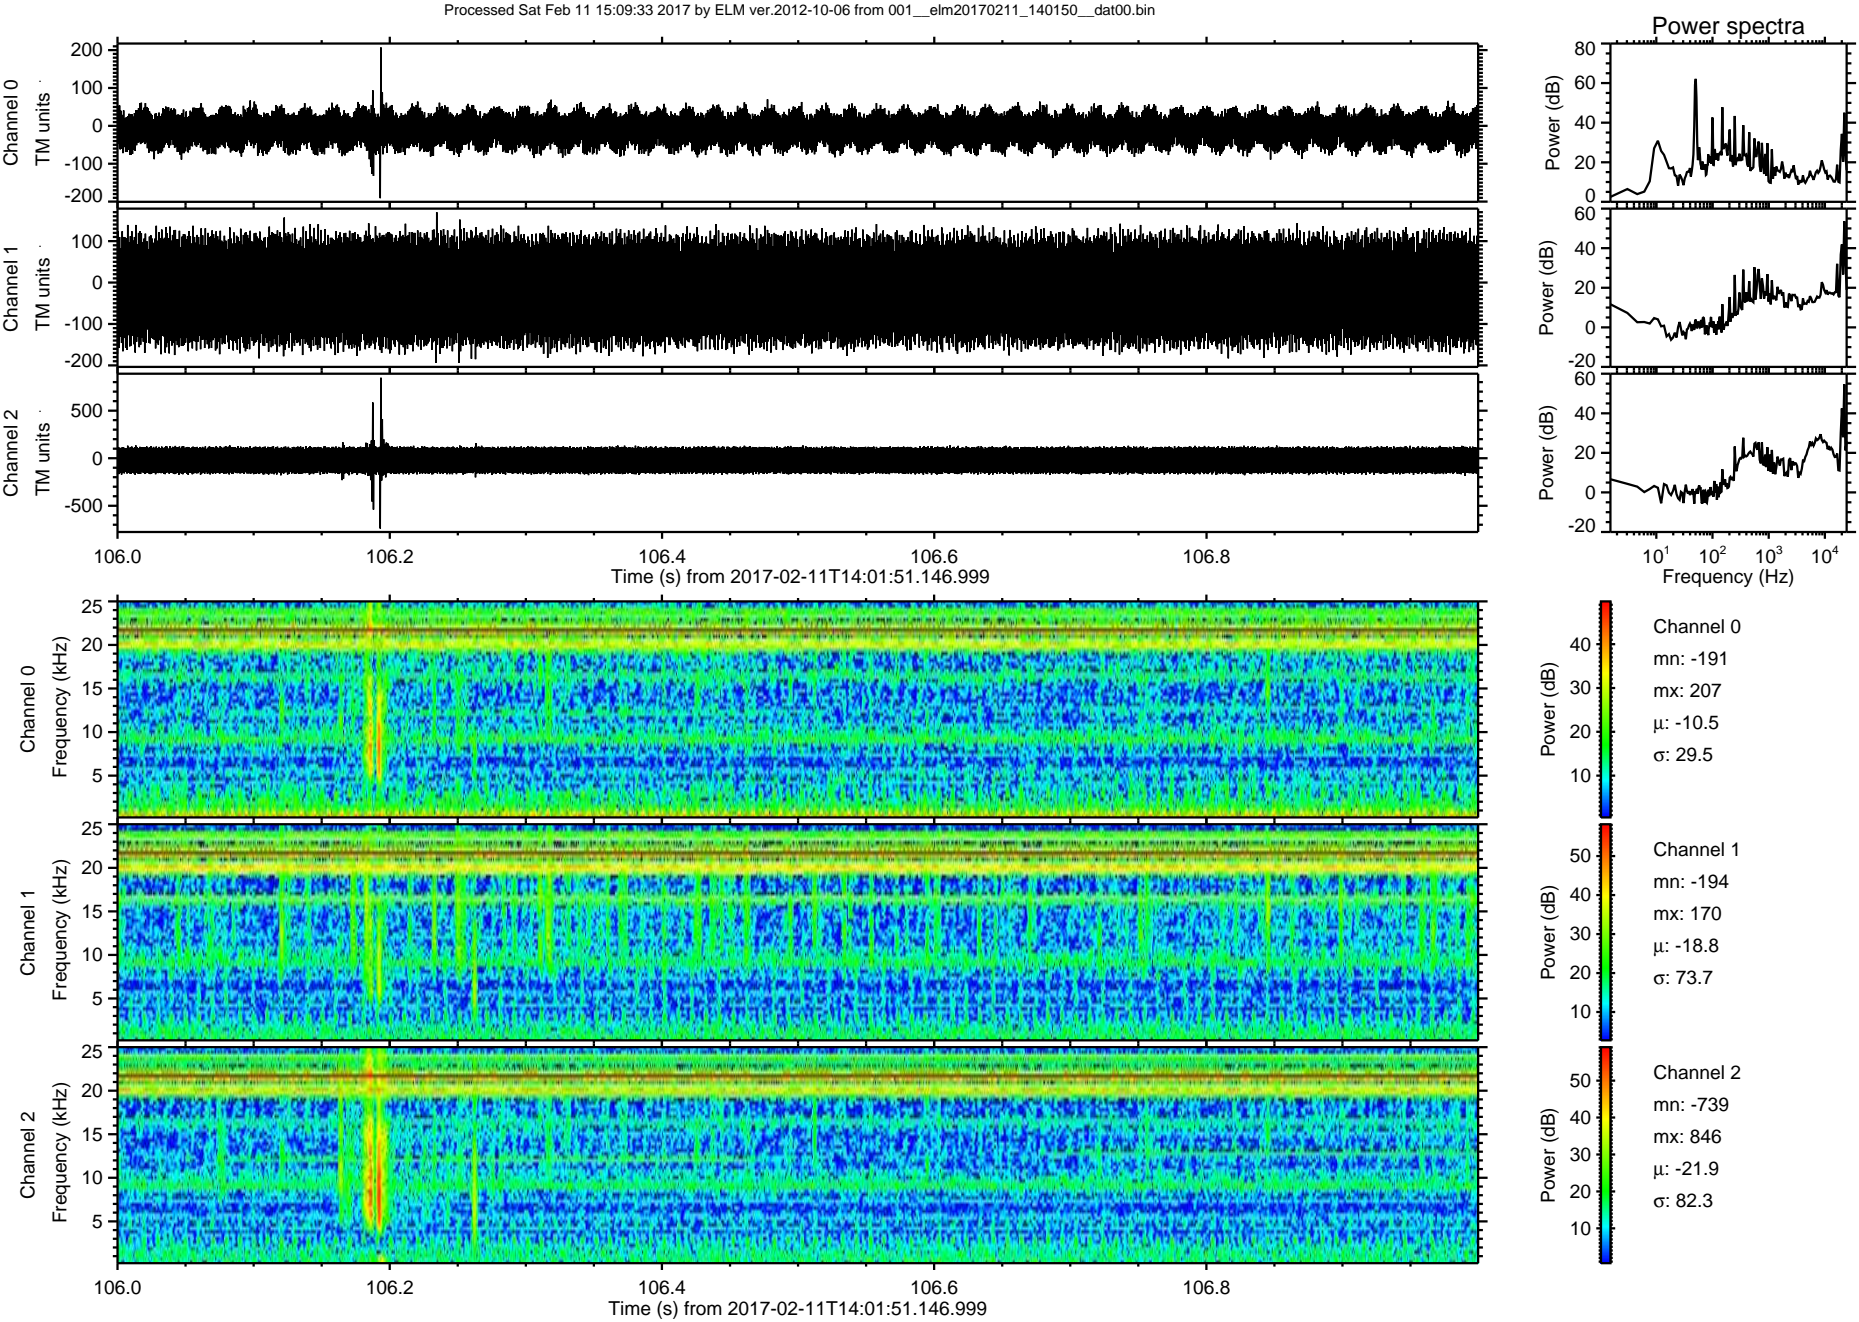 Processed Sat Feb 11 15:09:33 2017 by ELM ver.2012-10-06 from 001__elm20170211_140150__dat00.bin
Power spectra
Channel 0
TM units
200
100
0
-100
-200
Power (dB)
80
60
40
20
0
Channel 1
TM units
100
0
-100
-200
Power (dB)
60
40
20
0
-20
Channel 2
TM units
500
0
-500
Power (dB)
60
40
20
0
-20
106.0 106.2 106.4 106.6 106.8
Time (s) from 2017-02-11T14:01:51.146.999
10¹ 10² 10³ 10⁴
Frequency (Hz)
Channel 0
Frequency (kHz)
25
20
15
10
5
Power (dB)
40
30
20
10
Channel 0
mn: -191
mx: 207
μ: -10.5
σ: 29.5
Channel 1
Frequency (kHz)
25
20
15
10
5
Power (dB)
50
40
30
20
10
Channel 1
mn: -194
mx: 170
μ: -18.8
σ: 73.7
Channel 2
Frequency (kHz)
25
20
15
10
5
Power (dB)
50
40
30
20
10
Channel 2
mn: -739
mx: 846
μ: -21.9
σ: 82.3
106.0 106.2 106.4 106.6 106.8
Time (s) from 2017-02-11T14:01:51.146.999